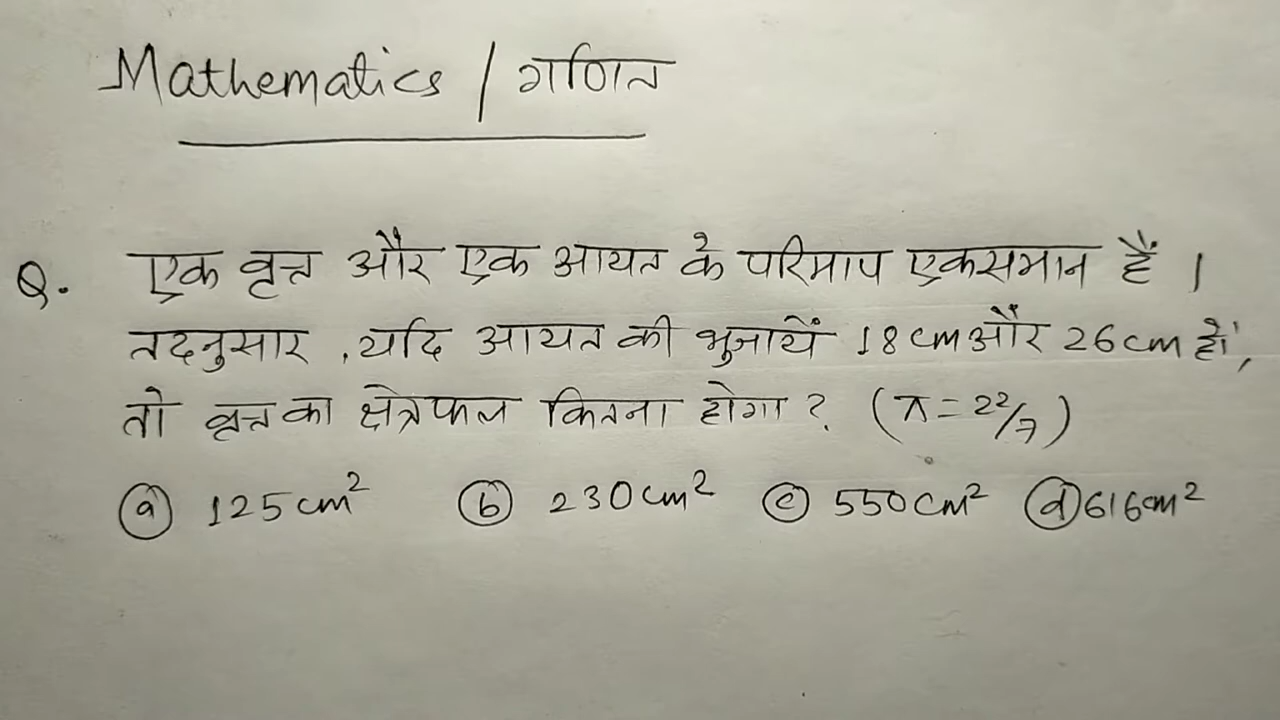 Mathematics / गणित
Q. एक वृत्त और एक आयत के परिमाप एकसमान हैं ।
तदनुसार , यदि आयत की भुजायें 18 cm और 26 cm हों,
तो वृत्त का क्षेत्रफल कितना होगा ? (π = 22/7)
ⓐ 125 cm² ⓑ 230 cm² ⓒ 550 cm² ⓓ 616 cm²